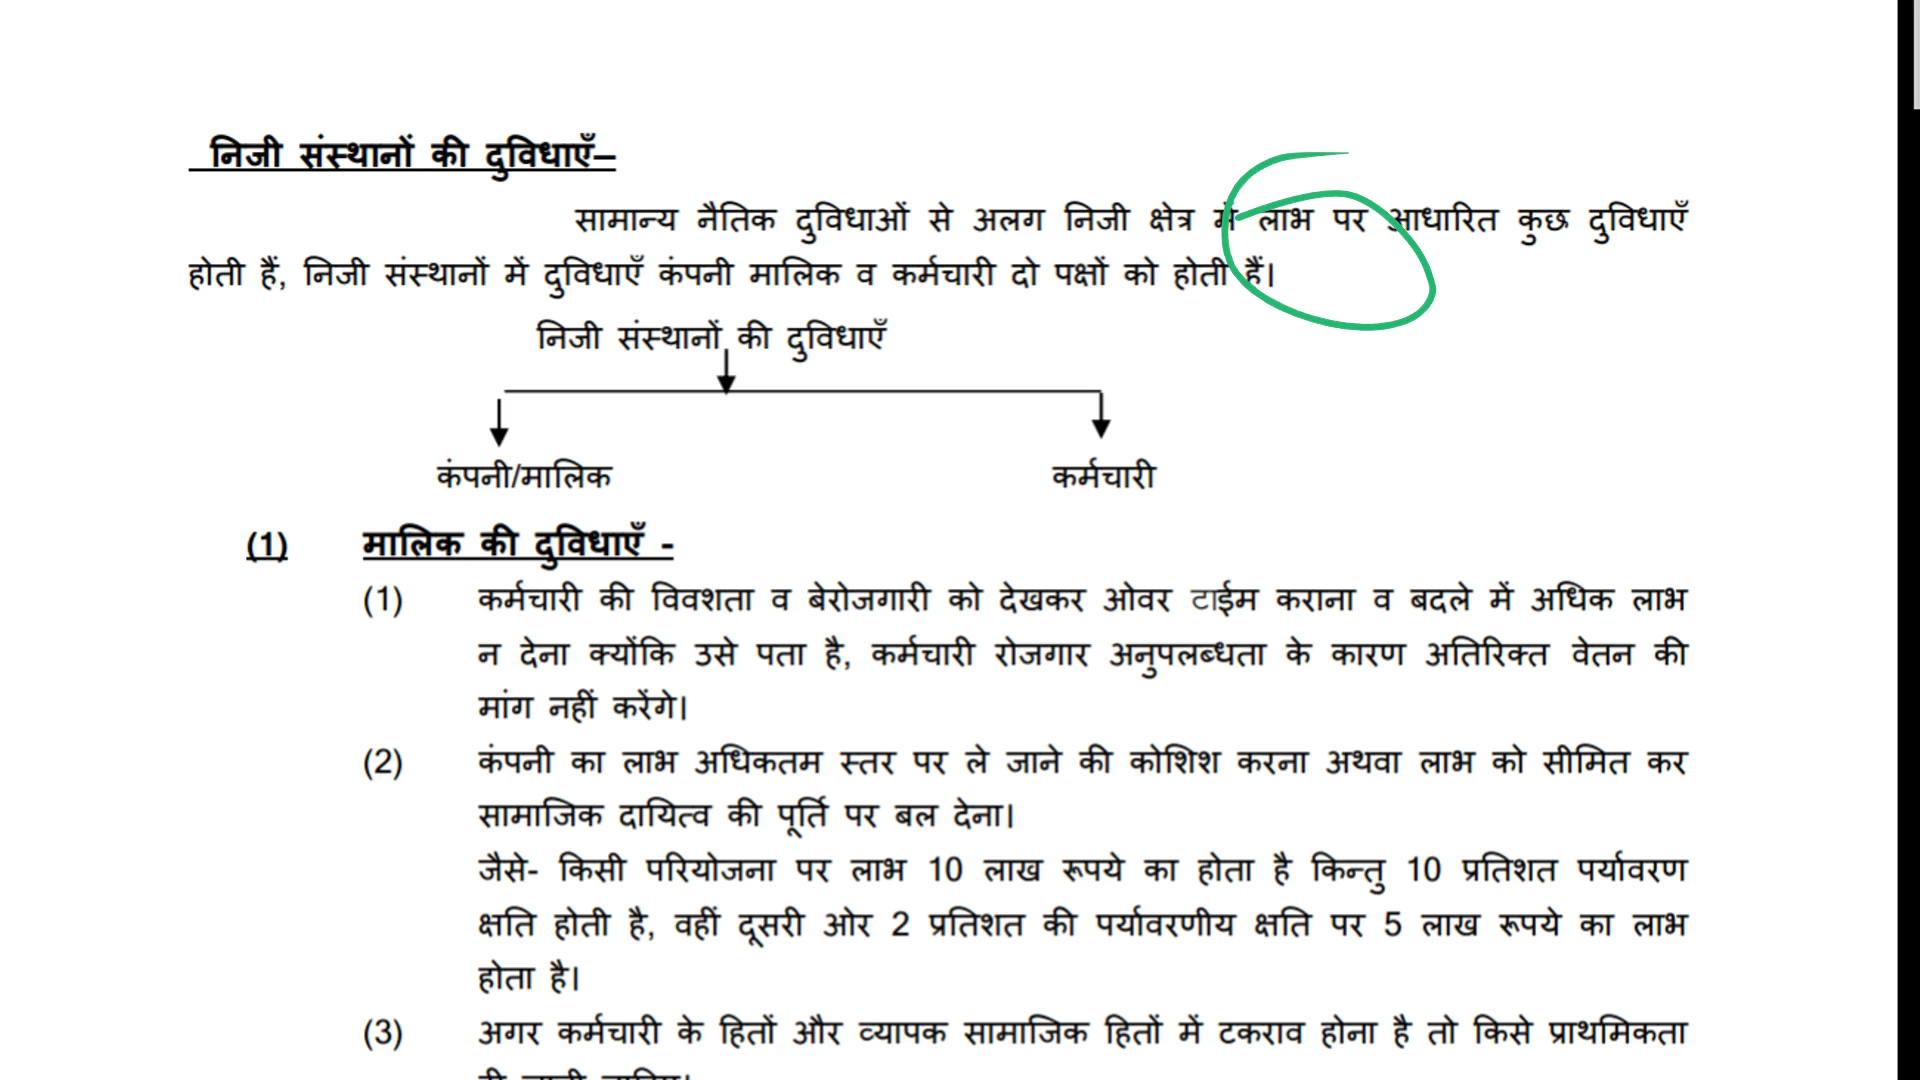 निजी संस्थानों की दुविधाएँ–
सामान्य नैतिक दुविधाओं से अलग निजी क्षेत्र में लाभ पर आधारित कुछ दुविधाएँ
होती हैं, निजी संस्थानों में दुविधाएँ कंपनी मालिक व कर्मचारी दो पक्षों को होती हैं।
निजी संस्थानों की दुविधाएँ
कंपनी/मालिक कर्मचारी
(1) मालिक की दुविधाएँ -
(1) कर्मचारी की विवशता व बेरोजगारी को देखकर ओवर टाईम कराना व बदले में अधिक लाभ
न देना क्योंकि उसे पता है, कर्मचारी रोजगार अनुपलब्धता के कारण अतिरिक्त वेतन की
मांग नहीं करेंगे।
(2) कंपनी का लाभ अधिकतम स्तर पर ले जाने की कोशिश करना अथवा लाभ को सीमित कर
सामाजिक दायित्व की पूर्ति पर बल देना।
जैसे- किसी परियोजना पर लाभ 10 लाख रूपये का होता है किन्तु 10 प्रतिशत पर्यावरण
क्षति होती है, वहीं दूसरी ओर 2 प्रतिशत की पर्यावरणीय क्षति पर 5 लाख रूपये का लाभ
होता है।
(3) अगर कर्मचारी के हितों और व्यापक सामाजिक हितों में टकराव होना है तो किसे प्राथमिकता